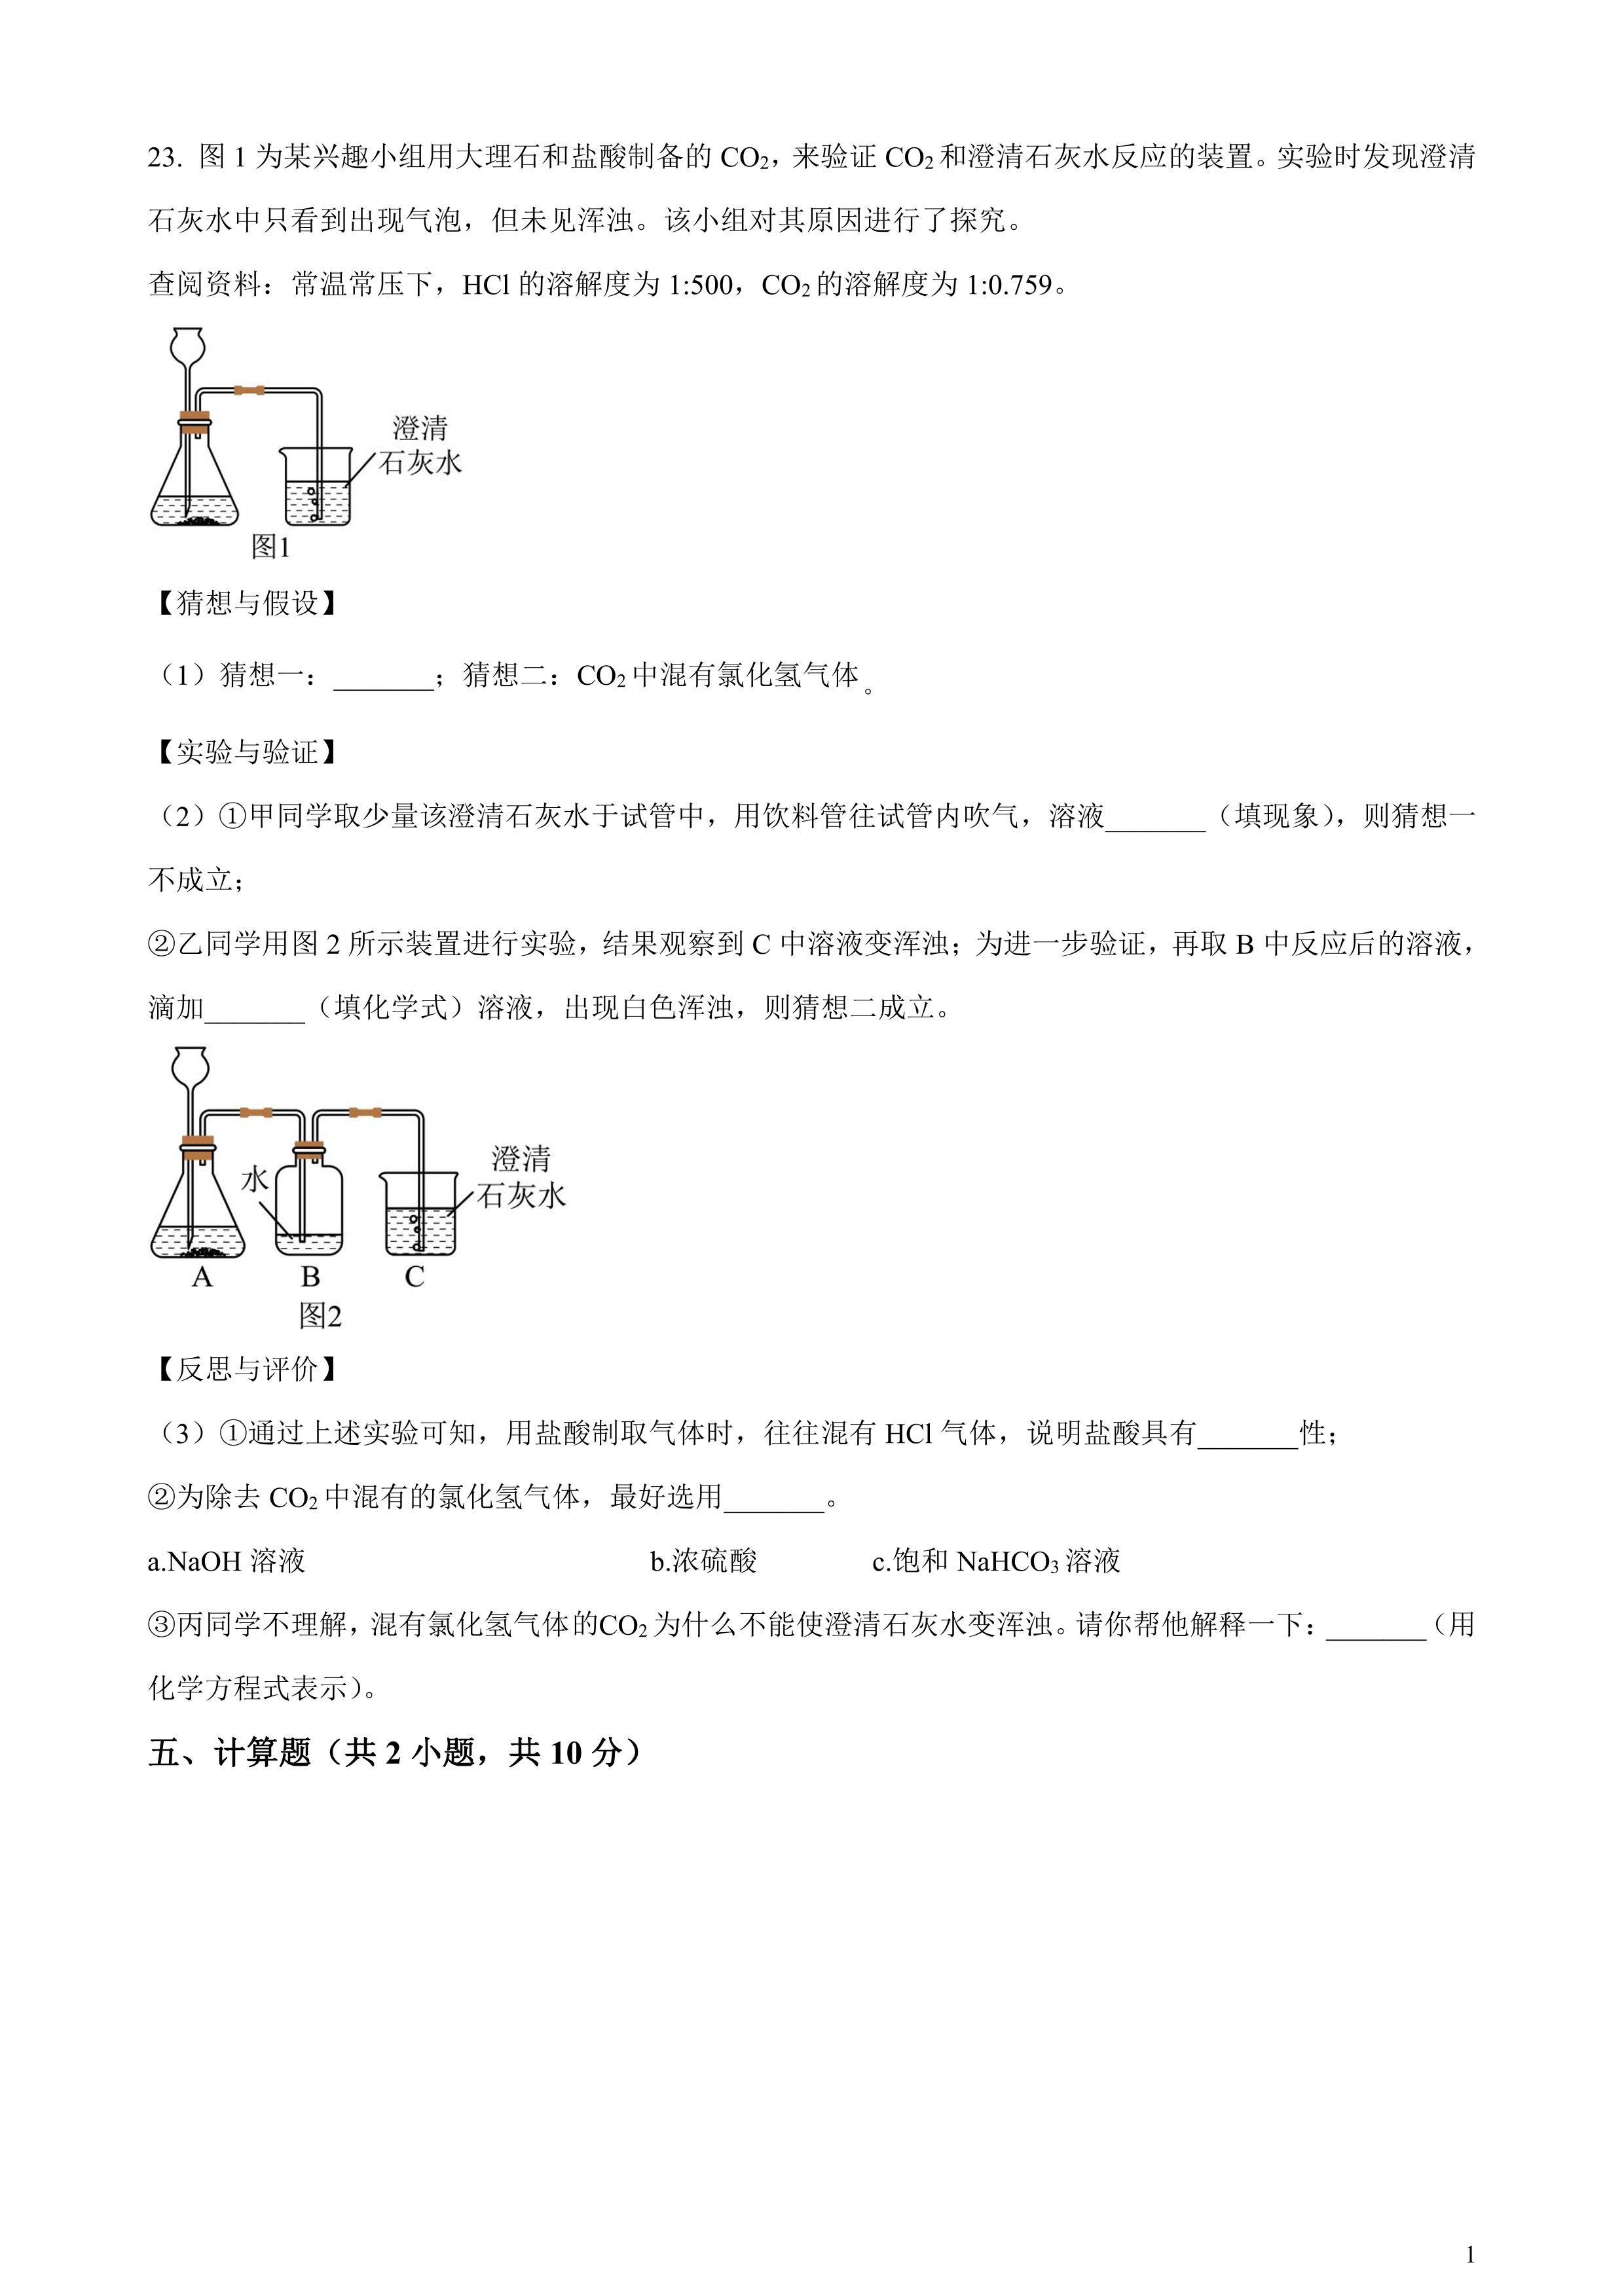 23. 图 1 为某兴趣小组用大理石和盐酸制备的 CO₂，来验证 CO₂ 和澄清石灰水反应的装置。实验时发现澄清
石灰水中只看到出现气泡，但未见浑浊。该小组对其原因进行了探究。
查阅资料：常温常压下，HCl 的溶解度为 1:500，CO₂ 的溶解度为 1:0.759。
澄清
石灰水
图1
【猜想与假设】
（1）猜想一：_______；猜想二：CO₂ 中混有氯化氢气体。
【实验与验证】
（2）①甲同学取少量该澄清石灰水于试管中，用饮料管往试管内吹气，溶液_______（填现象），则猜想一
不成立；
②乙同学用图 2 所示装置进行实验，结果观察到 C 中溶液变浑浊；为进一步验证，再取 B 中反应后的溶液，
滴加_______（填化学式）溶液，出现白色浑浊，则猜想二成立。
水
澄清
石灰水
A B C
图2
【反思与评价】
（3）①通过上述实验可知，用盐酸制取气体时，往往混有 HCl 气体，说明盐酸具有_______性；
②为除去 CO₂ 中混有的氯化氢气体，最好选用_______。
a.NaOH 溶液 b.浓硫酸 c.饱和 NaHCO₃ 溶液
③丙同学不理解，混有氯化氢气体的CO₂ 为什么不能使澄清石灰水变浑浊。请你帮他解释一下：_______（用
化学方程式表示）。
五、计算题（共 2 小题，共 10 分）
1